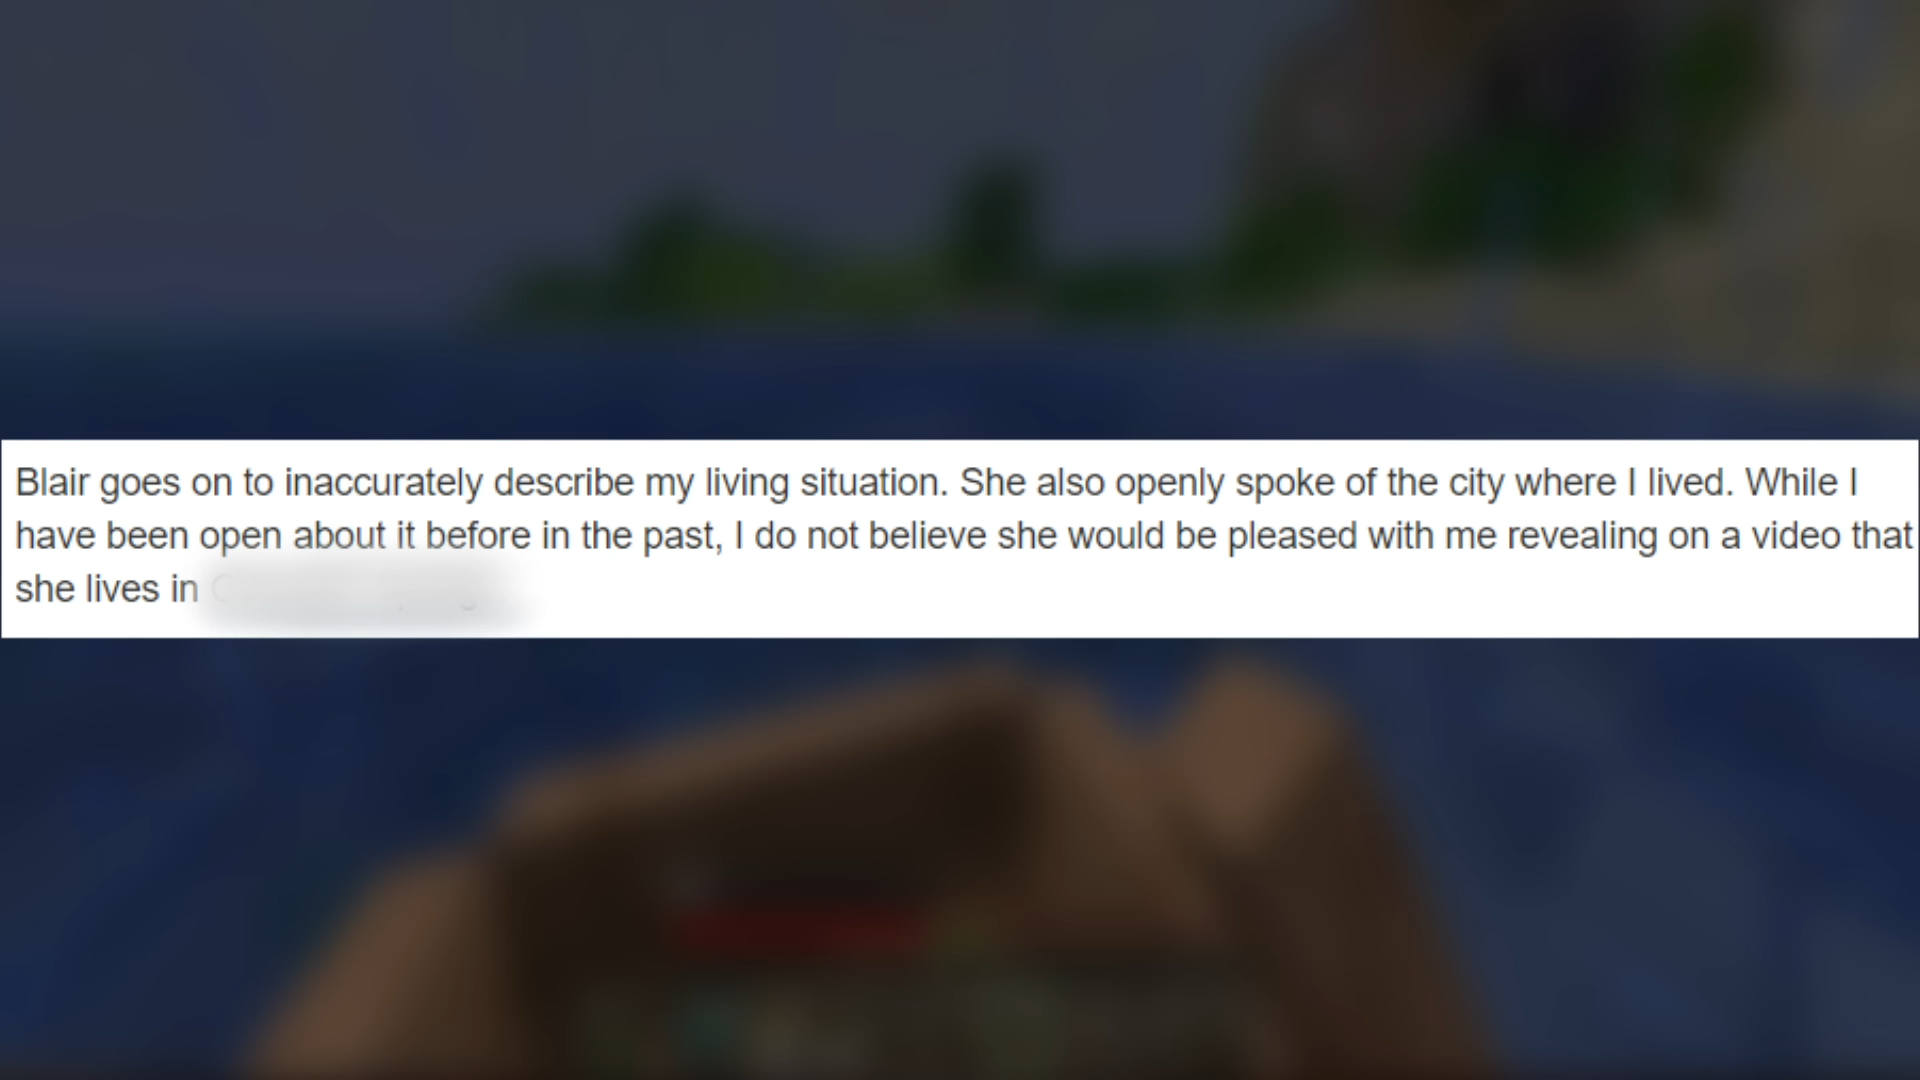 Blair goes on to inaccurately describe my living situation. She also openly spoke of the city where I lived. While I
have been open about it before in the past, I do not believe she would be pleased with me revealing on a video that
she lives in